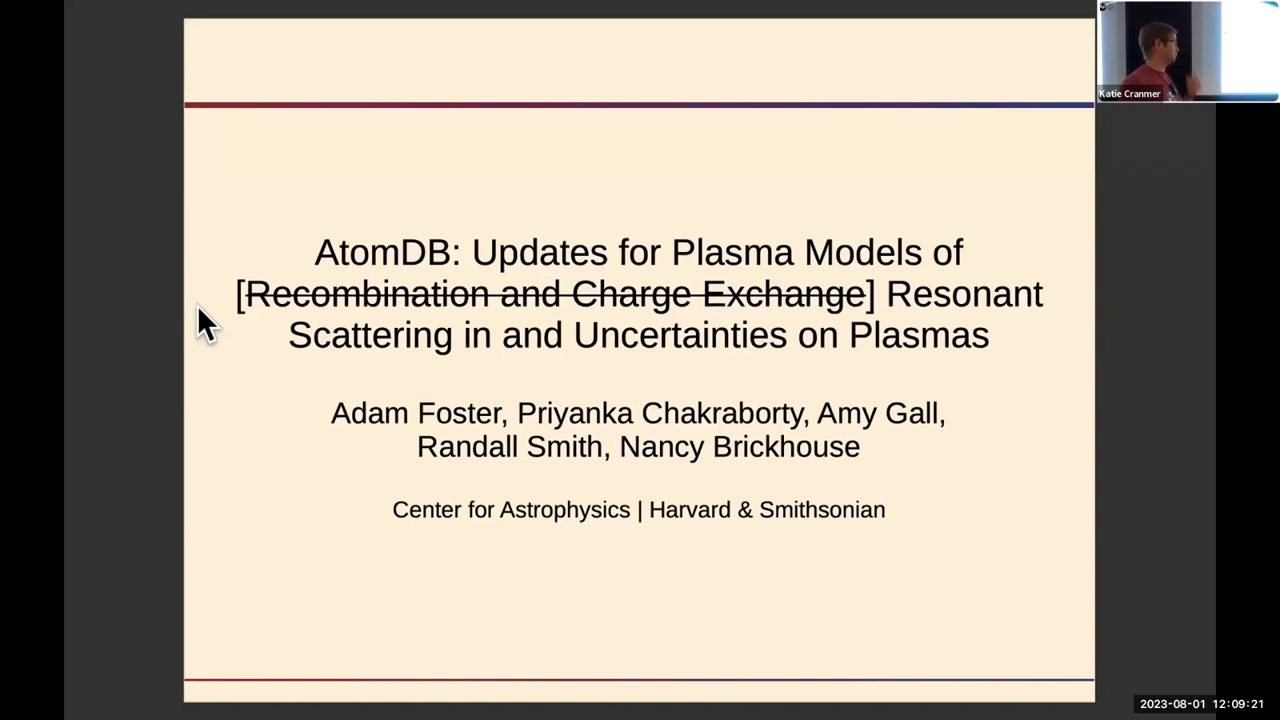 Katie Cranmer
AtomDB: Updates for Plasma Models of
[Recombination and Charge Exchange] Resonant
Scattering in and Uncertainties on Plasmas
Adam Foster, Priyanka Chakraborty, Amy Gall,
Randall Smith, Nancy Brickhouse
Center for Astrophysics | Harvard & Smithsonian
2023-08-01 12:09:21